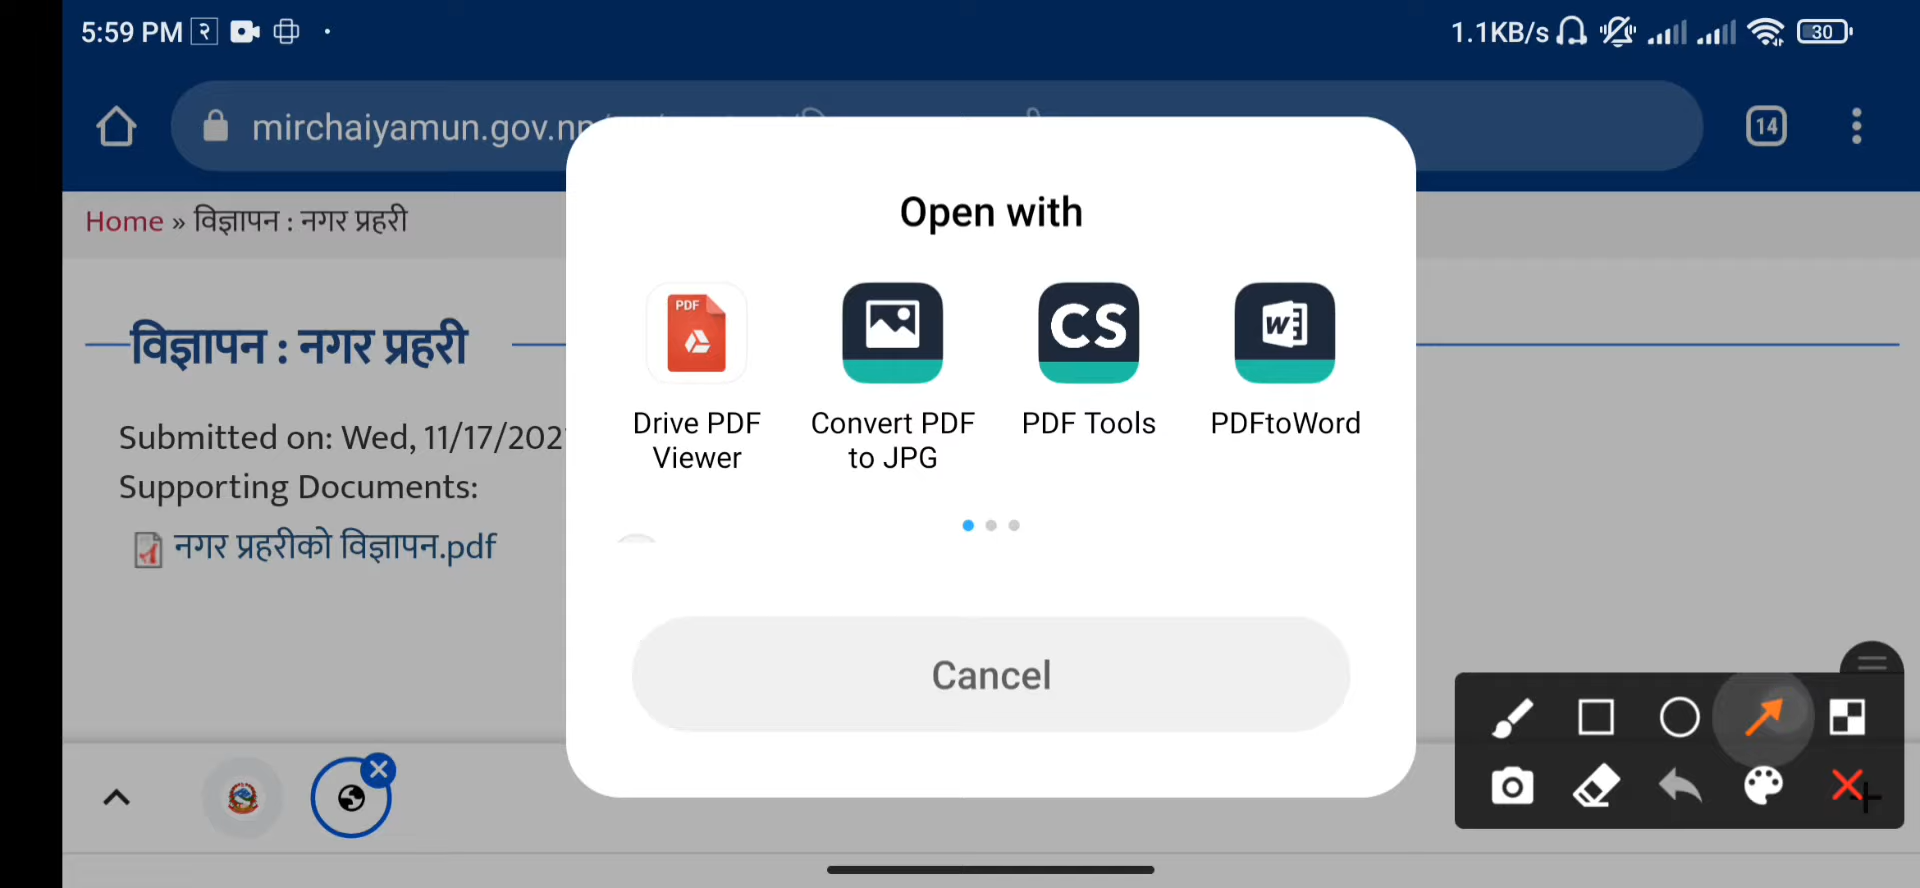 5:59 PM २
1.1KB/s 30
mirchaiyamun.gov.np
14
Home » विज्ञापन : नगर प्रहरी
विज्ञापन : नगर प्रहरी
Submitted on: Wed, 11/17/202
Supporting Documents:
नगर प्रहरीको विज्ञापन.pdf
Open with
PDF
CS
W
Drive PDF Viewer
Convert PDF to JPG
PDF Tools
PDFtoWord
Cancel